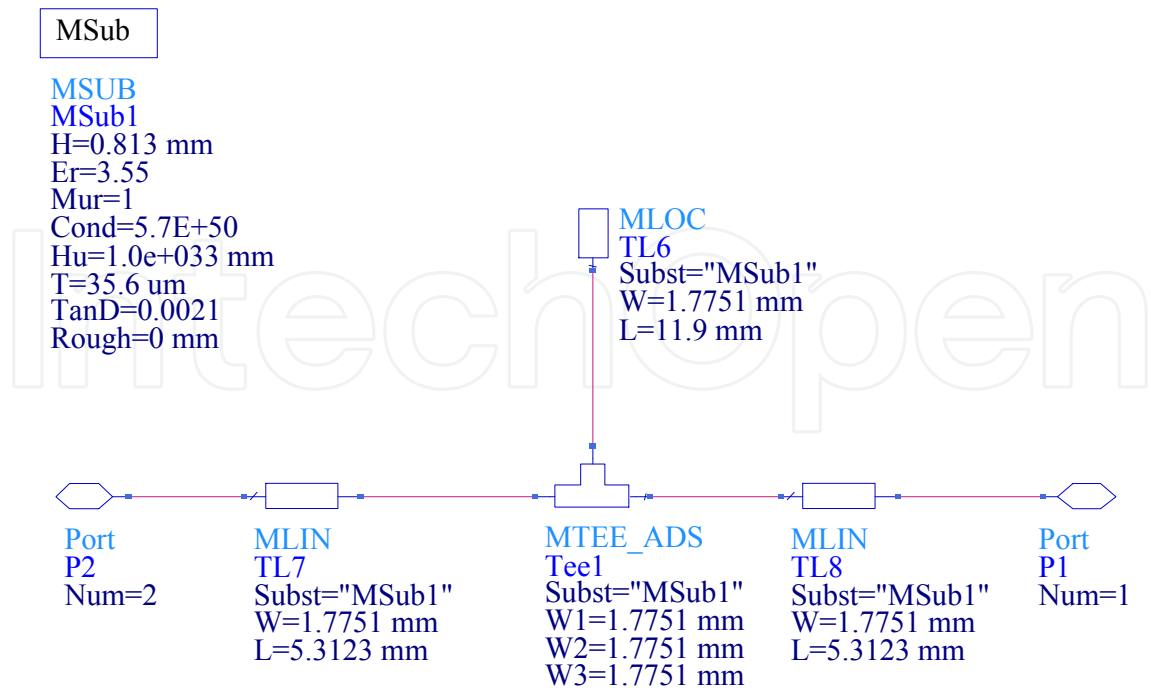 MSub
MSUB
MSub1
H=0.813 mm
Er=3.55
Mur=1
Cond=5.7E+50
Hu=1.0e+033 mm
T=35.6 um
TanD=0.0021
Rough=0 mm
IntechOpen
MLOC
TL6
Subst="MSub1"
W=1.7751 mm
L=11.9 mm
Port
P2
Num=2
MLIN
TL7
Subst="MSub1"
W=1.7751 mm
L=5.3123 mm
MTEE_ADS
Tee1
Subst="MSub1"
W1=1.7751 mm
W2=1.7751 mm
W3=1.7751 mm
MLIN
TL8
Subst="MSub1"
W=1.7751 mm
L=5.3123 mm
Port
P1
Num=1